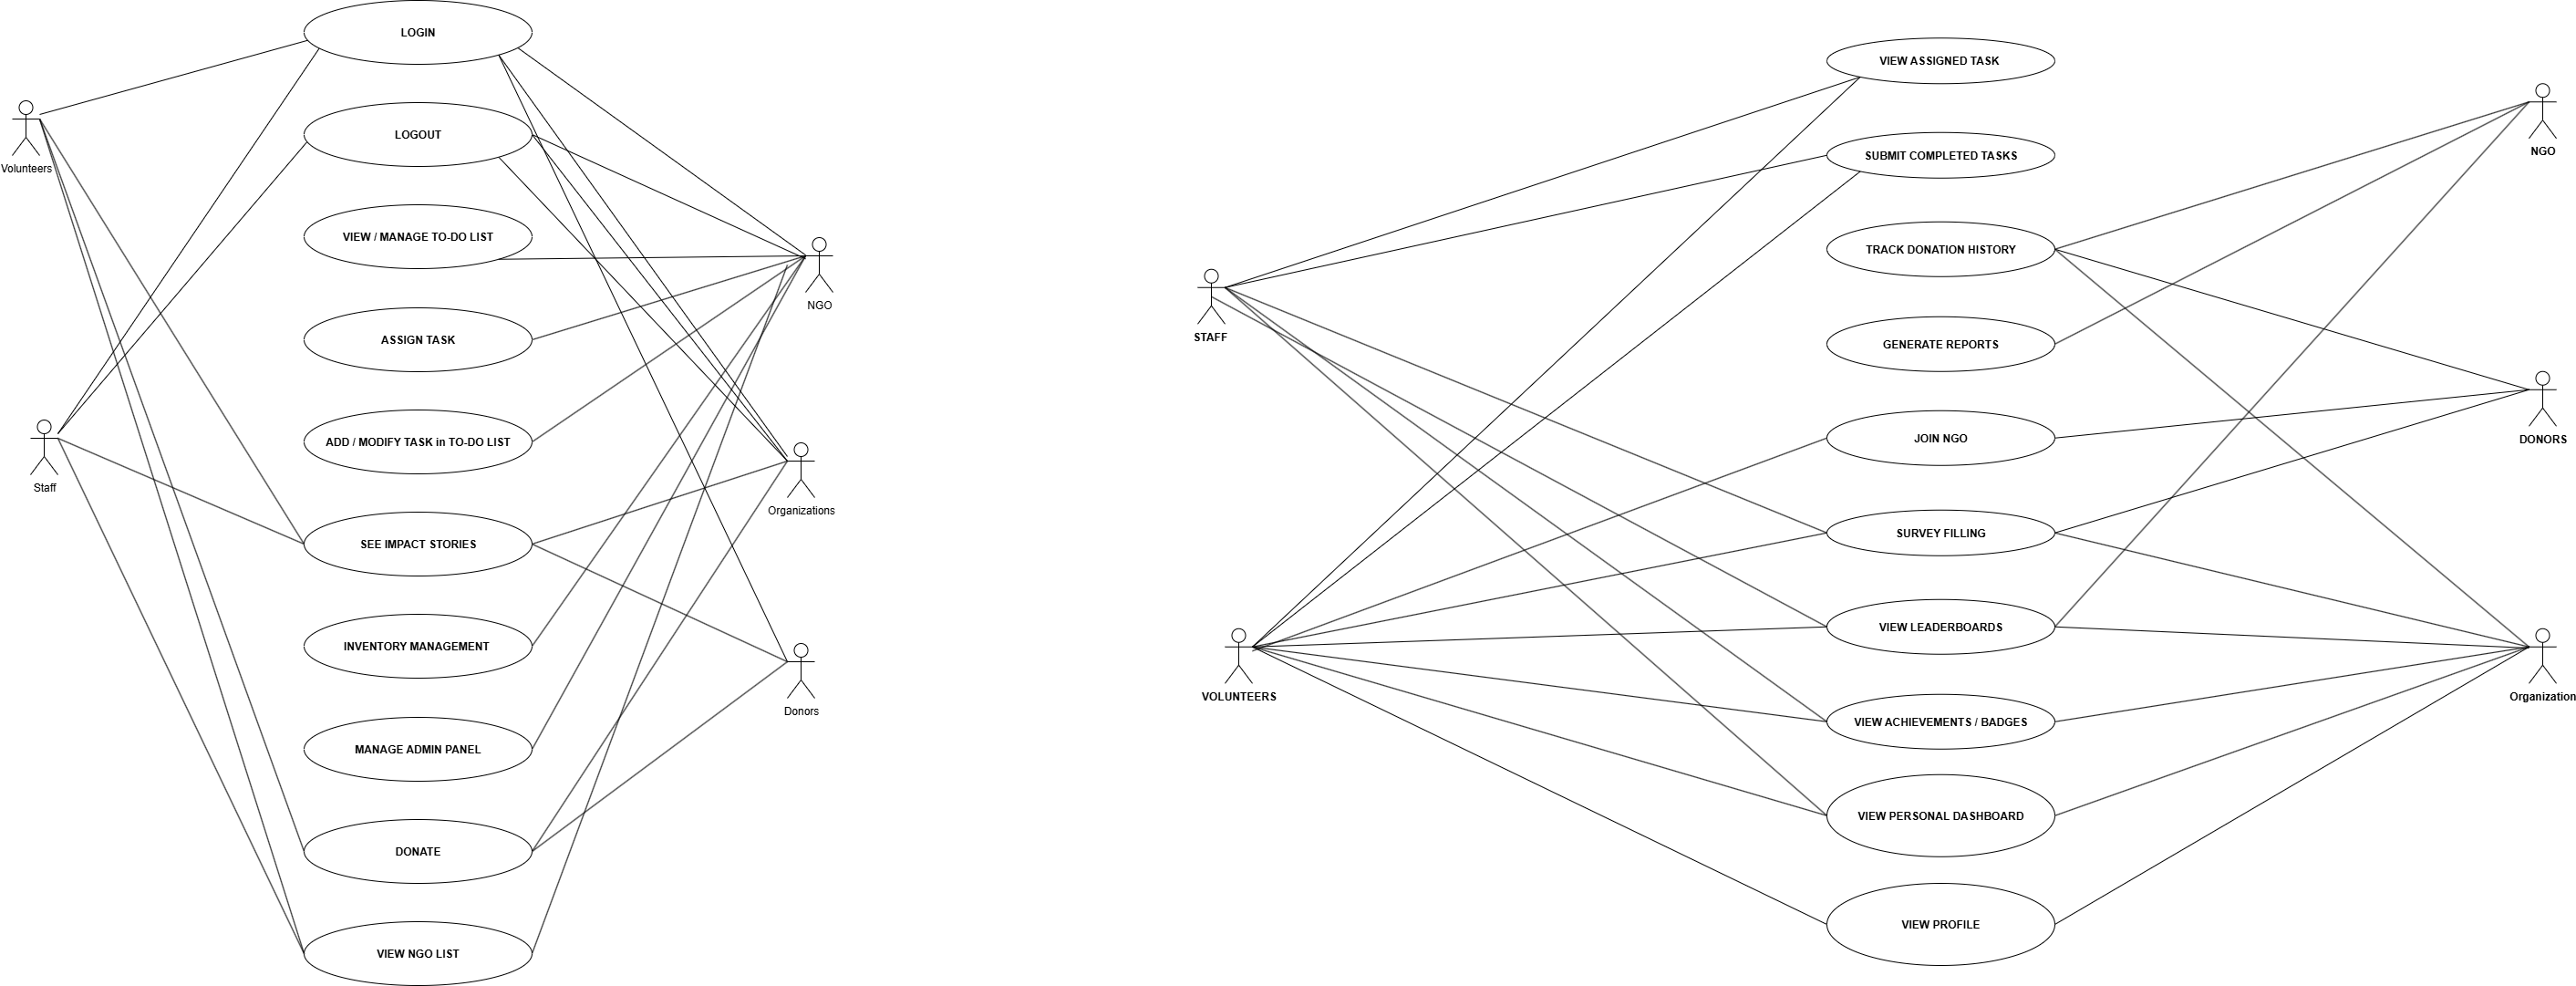 LOGIN
LOGOUT
Volunteers
VIEW / MANAGE TO-DO LIST
NGO
ASSIGN TASK
ADD / MODIFY TASK in TO-DO LIST
Staff
Organizations
SEE IMPACT STORIES
INVENTORY MANAGEMENT
Donors
MANAGE ADMIN PANEL
DONATE
VIEW NGO LIST
VIEW ASSIGNED TASK
NGO
SUBMIT COMPLETED TASKS
TRACK DONATION HISTORY
STAFF
GENERATE REPORTS
JOIN NGO
DONORS
SURVEY FILLING
VIEW LEADERBOARDS
VOLUNTEERS
Organization
VIEW ACHIEVEMENTS / BADGES
VIEW PERSONAL DASHBOARD
VIEW PROFILE